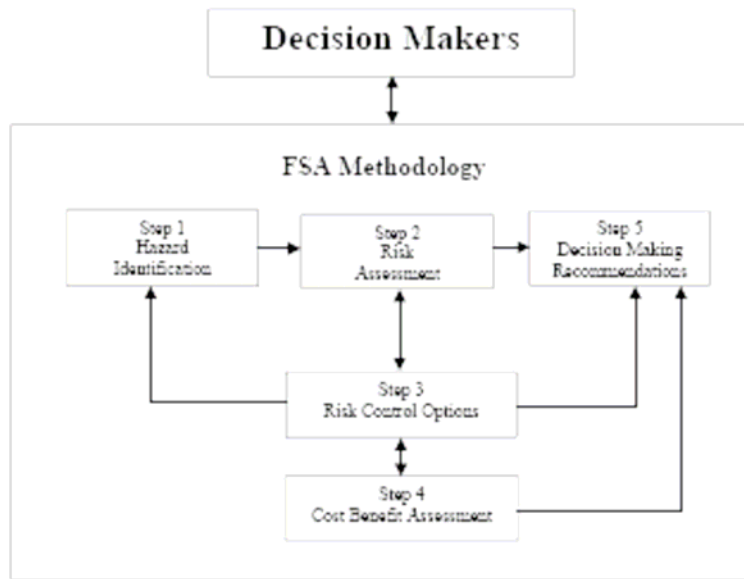 Decision Makers
FSA Methodology
Step 1
Hazard
Identification
Step 2
Risk
Assessment
Step 5
Decision Making
Recommendations
Step 3
Risk Control Options
Step 4
Cost Benefit Assessment